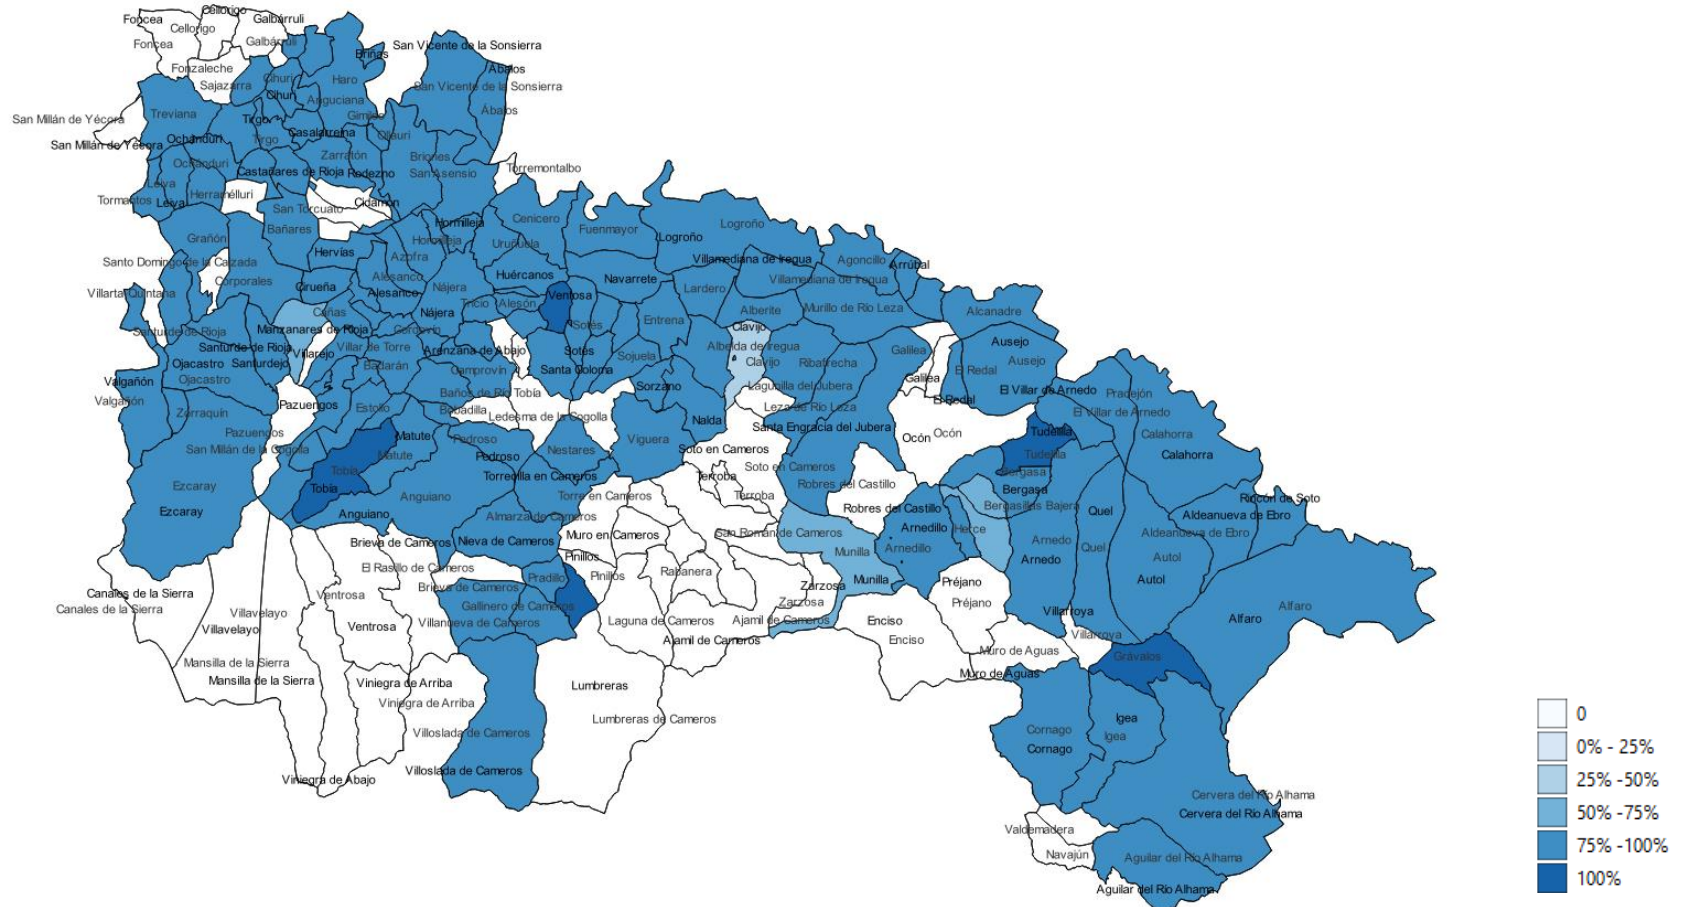 Cellorigo
Foncea
Galbárruli
Cellorigo
Galbárruli
Foncea
San Vicente de la Sonsierra
Briñas
Fonzaleche
Ábalos
Cihuri
Haro
Sajazarra
San Vicente de la Sonsierra
Cihuri
Anguciana
Ábalos
Treviana
Gimileo
San Millán de Yécora
Tirgo
Casalarreina
Ollauri
Ochánduri
Tirgo
San Millán de Yécora
Zarratón
Briones
Ochánduri
Torremontalbo
Castañares de Rioja
Rodezno
San Asensio
Leiva
Herramélluri
Tormantos
Leiva
Cidamón
San Torcuato
Cenicero
Hormilleja
Logroño
Bañares
Fuenmayor
Grañón
Logroño
Hormilleja
Uruñuela
Hervías
Azofra
Villamediana de Iregua
Agoncillo
Santo Domingo de la Calzada
Arrúbal
Huércanos
Alesanco
Navarrete
Villamediana de Iregua
Corporales
Cirueña
Nájera
Lardero
Villarta-Quintana
Alesanco
Ventosa
Tricio
Alesón
Murillo de Río Leza
Alberite
Cañas
Nájera
Alcanadre
Entrena
Sotés
Clavijo
Santurde de Rioja
Manzanares de Rioja
Cordovín
Ausejo
Santurde de Rioja
Villar de Torre
Albelda de Iregua
Arenzana de Abajo
Sotés
Galilea
Villarejo
Sojuela
Ojacastro
Santurdejo
Clavijo
Ribafrecha
Ausejo
Badarán
Camprovín
Santa Coloma
El Redal
Valgañón
Ojacastro
Galilea
Sorzano
Lagunilla del Jubera
El Villar de Arnedo
Baños de Río Tobía
Pradejón
Valgañón
El Redal
Pazuengos
Estollo
Leza de Río Leza
Zorraquín
Bobadilla
El Villar de Arnedo
Ledesma de la Cogolla
Nalda
Santa Engracia del Jubera
Pazuengos
Matute
Tudelilla
Ocón
Ocón
Calahorra
Pedroso
Viguera
San Millán de la Cogolla
Nestares
Soto en Cameros
Matute
Pedroso
Tudelilla
Calahorra
Tobía
Soto en Cameros
Bergasa
Torrecilla en Cameros
Terroba
Ezcaray
Robres del Castillo
Tobía
Bergasa
Anguiano
Torre en Cameros
Terroba
Rincón de Soto
Bergasillas Bajera
Ezcaray
Anguiano
Almarza de Cameros
Robres del Castillo
Quel
Aldeanueva de Ebro
Arnedillo
Herce
San Román de Cameros
Muro en Cameros
Aldeanueva de Ebro
Brieva de Cameros
Nieva de Cameros
Arnedo
Munilla
Arnedillo
Quel
Pinillos
Arnedo
Autol
El Rasillo de Cameros
Rabanera
Pradillo
Pinillos
Munilla
Autol
Canales de la Sierra
Ventrosa
Brieva de Cameros
Zarzosa
Préjano
Canales de la Sierra
Gallinero de Cameros
Zarzosa
Préjano
Alfaro
Villavelayo
Villarroya
Villanueva de Cameros
Laguna de Cameros
Ajamil de Cameros
Enciso
Alfaro
Villavelayo
Ventrosa
Ajamil de Cameros
Enciso
Villarroya
Muro de Aguas
Grávalos
Mansilla de la Sierra
Muro de Aguas
Mansilla de la Sierra
Viniegra de Arriba
Lumbreras
Viniegra de Arriba
Igea
Lumbreras de Cameros
Cornago
Villoslada de Cameros
Igea
Cornago
Villoslada de Cameros
Viniegra de Abajo
Cervera del Río Alhama
Cervera del Río Alhama
Valdemadera
Navajún
Aguilar del Río Alhama
Aguilar del Río Alhama
0
0% - 25%
25% -50%
50% -75%
75% -100%
100%